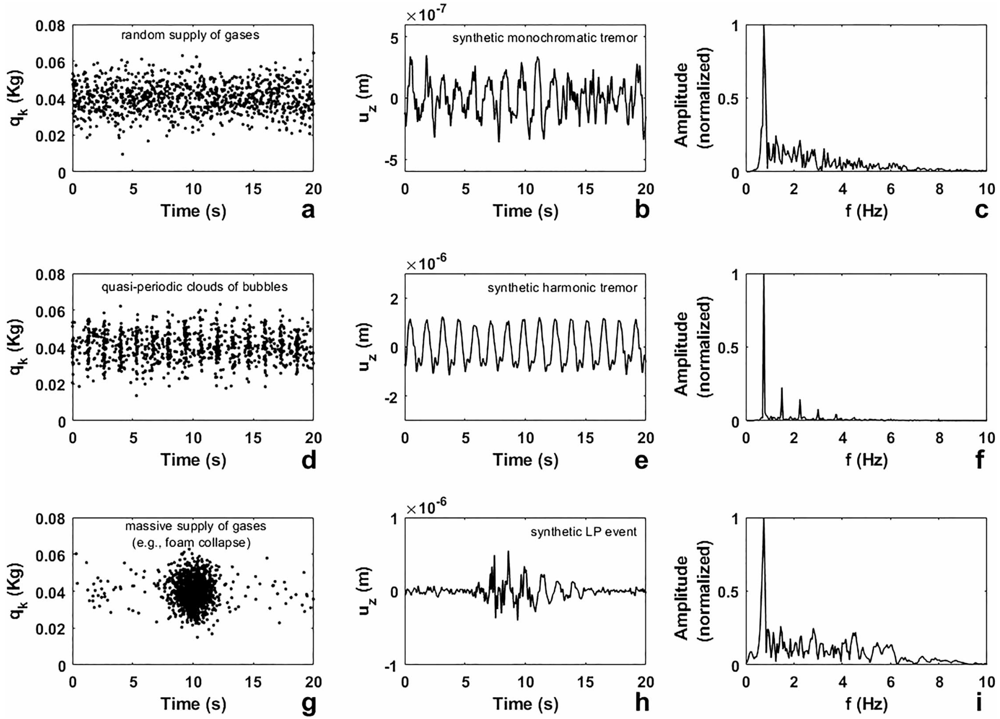 0.08
0.06
0.04
0.02
0
qk (Kg)
random supply of gases
0 5 10 15 20
Time (s)
a
×10-7
5
0
-5
uz (m)
synthetic monochromatic tremor
0 5 10 15 20
Time (s)
b
1
0.5
0
Amplitude
(normalized)
0 2 4 6 8 10
f (Hz)
c
0.08
0.06
0.04
0.02
0
qk (Kg)
quasi-periodic clouds of bubbles
0 5 10 15 20
Time (s)
d
×10-6
2
0
-2
uz (m)
synthetic harmonic tremor
0 5 10 15 20
Time (s)
e
1
0.5
0
Amplitude
(normalized)
0 2 4 6 8 10
f (Hz)
f
0.08
0.06
0.04
0.02
0
qk (Kg)
massive supply of gases
(e.g., foam collapse)
0 5 10 15 20
Time (s)
g
×10-6
1
0
-1
uz (m)
synthetic LP event
0 5 10 15 20
Time (s)
h
1
0.5
0
Amplitude
(normalized)
0 2 4 6 8 10
f (Hz)
i